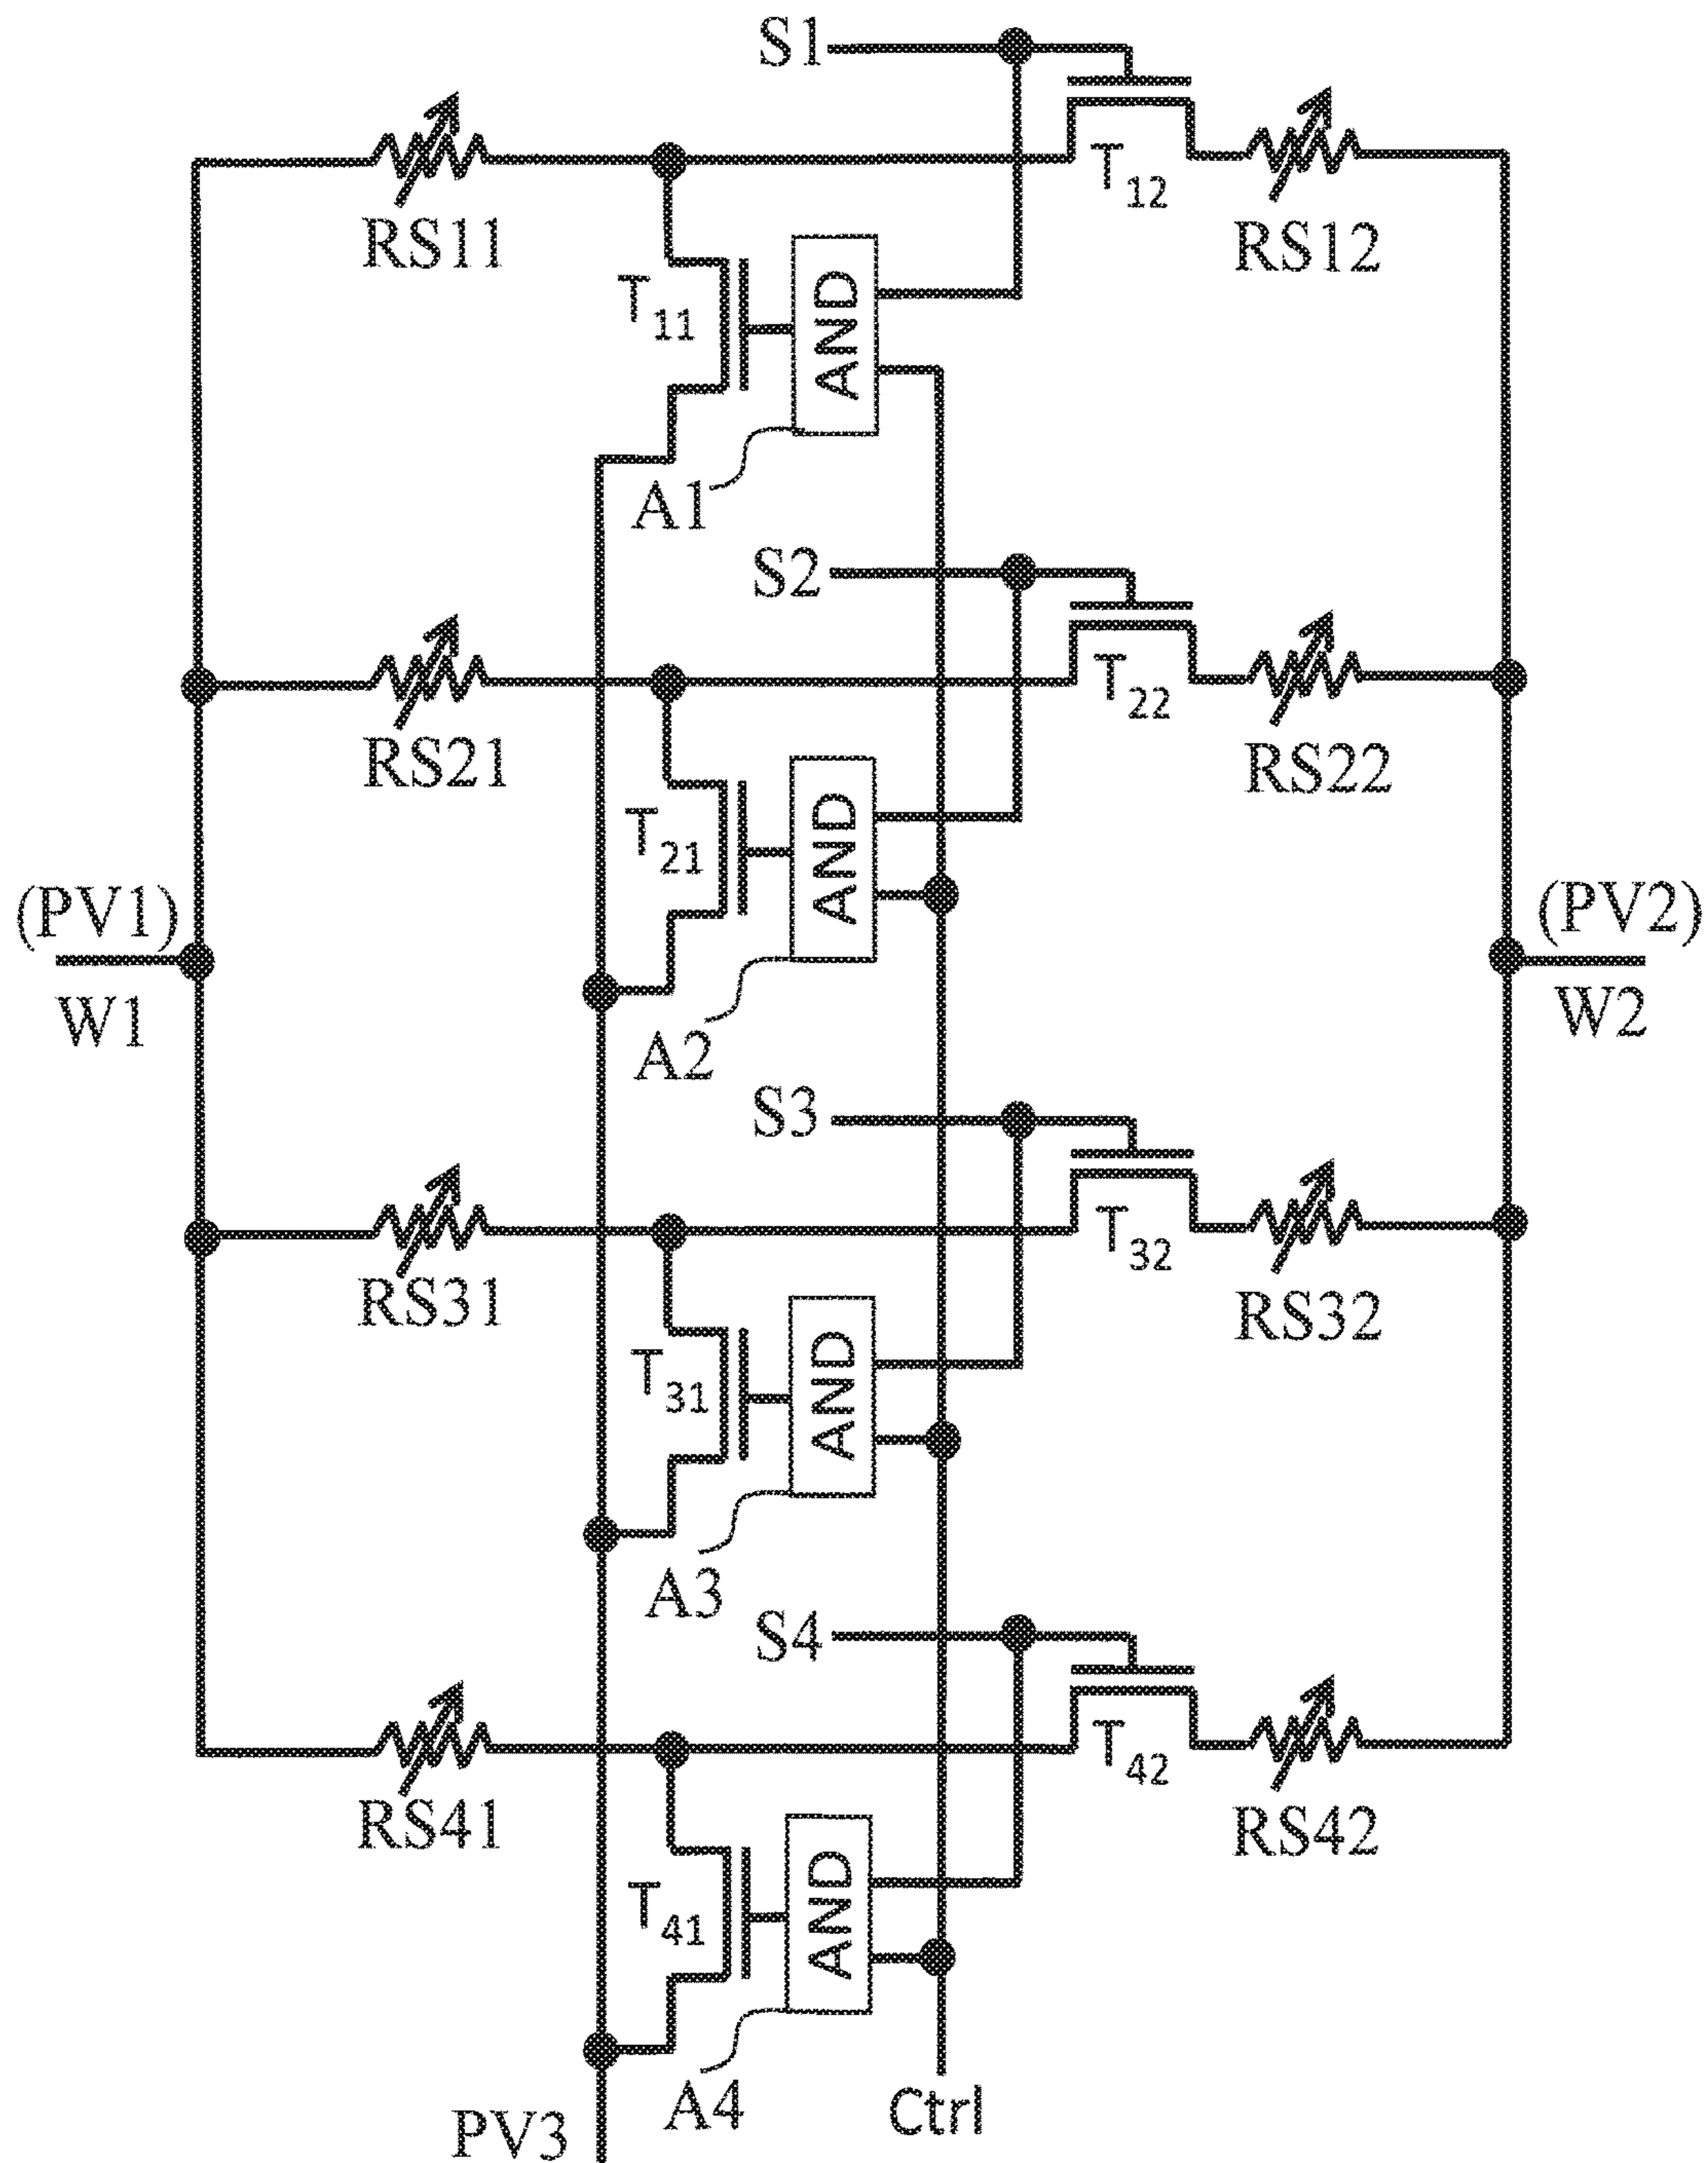 S1
T12
RS11
RS12
T11
AND
A1
S2
T22
RS21
RS22
T21
AND
(PV1)
(PV2)
W1
W2
A2
S3
T32
RS31
RS32
T31
AND
A3
S4
T42
RS41
RS42
T41
AND
A4
Ctrl
PV3